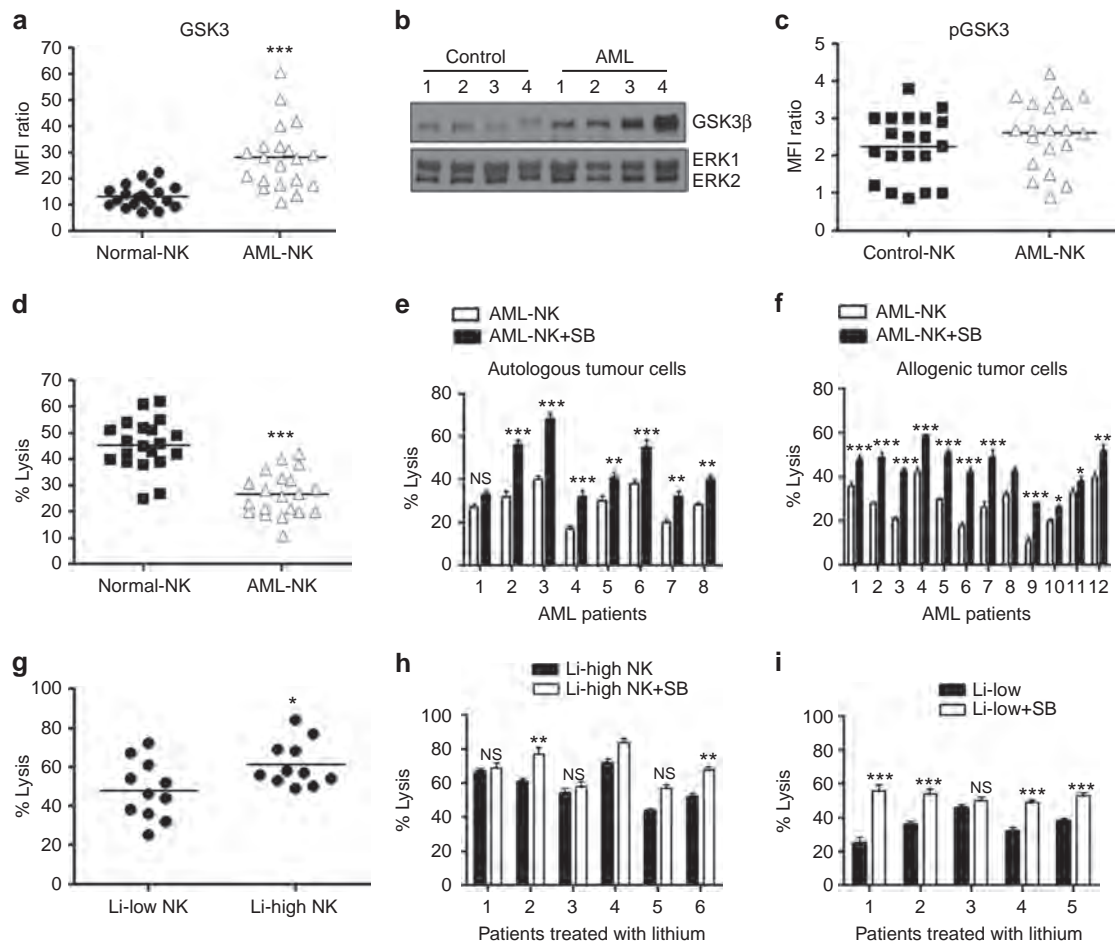 a
GSK3
70
60
50
40
30
20
10
0
MFI ratio
***
Normal-NK
AML-NK
b
Control
AML
1 2 3 4 1 2 3 4
GSK3β
ERK1
ERK2
c
pGSK3
5
4
3
2
1
0
MFI ratio
Control-NK
AML-NK
d
70
60
50
40
30
20
10
0
% Lysis
***
Normal-NK
AML-NK
e
AML-NK
AML-NK+SB
Autologous tumour cells
80
60
40
20
0
% Lysis
NS *** *** *** ** *** ** **
1 2 3 4 5 6 7 8
AML patients
f
AML-NK
AML-NK+SB
Allogenic tumor cells
80
60
40
20
0
% Lysis
*** *** *** *** *** *** *** *** * * **
1 2 3 4 5 6 7 8 9 10 11 12
AML patients
g
100
80
60
40
20
0
% Lysis
*
Li-low NK
Li-high NK
h
Li-high NK
Li-high NK+SB
100
80
60
40
20
0
% Lysis
NS ** NS NS **
1 2 3 4 5 6
Patients treated with lithium
i
Li-low
Li-low+SB
100
80
60
40
20
0
% Lysis
*** *** NS *** ***
1 2 3 4 5
Patients treated with lithium